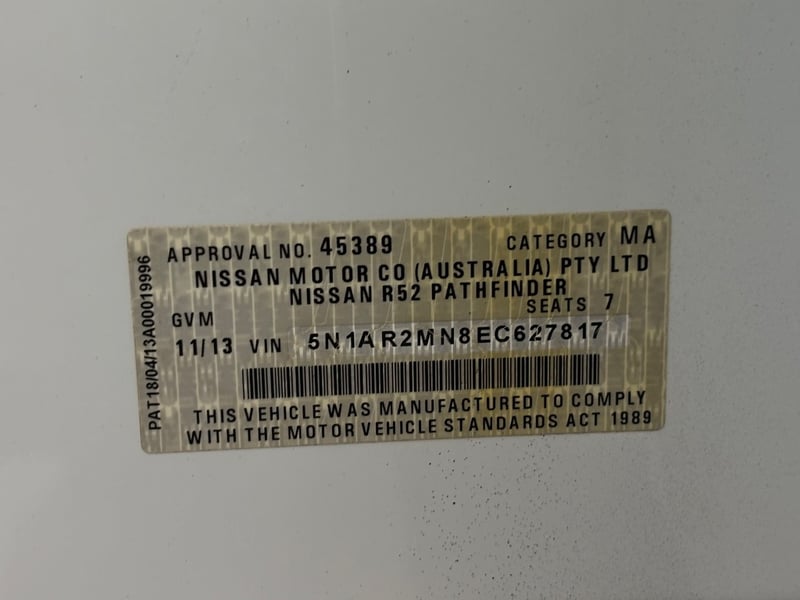 APPROVAL NO. 45389 CATEGORY MA
NISSAN MOTOR CO (AUSTRALIA) PTY LTD
NISSAN R52 PATHFINDER
SEATS 7
GVM
11/13 VIN 5N1AR2MN8EC627817
THIS VEHICLE WAS MANUFACTURED TO COMPLY
WITH THE MOTOR VEHICLE STANDARDS ACT 1989
PAT18/04/13A00019996